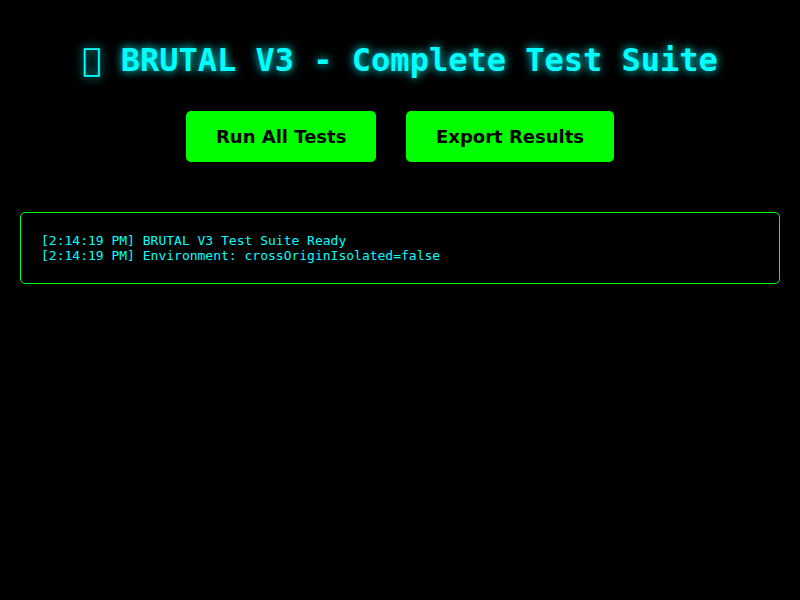 BRUTAL V3 - Complete Test Suite
Run All Tests
Export Results
[2:14:19 PM] BRUTAL V3 Test Suite Ready
[2:14:19 PM] Environment: crossOriginIsolated=false